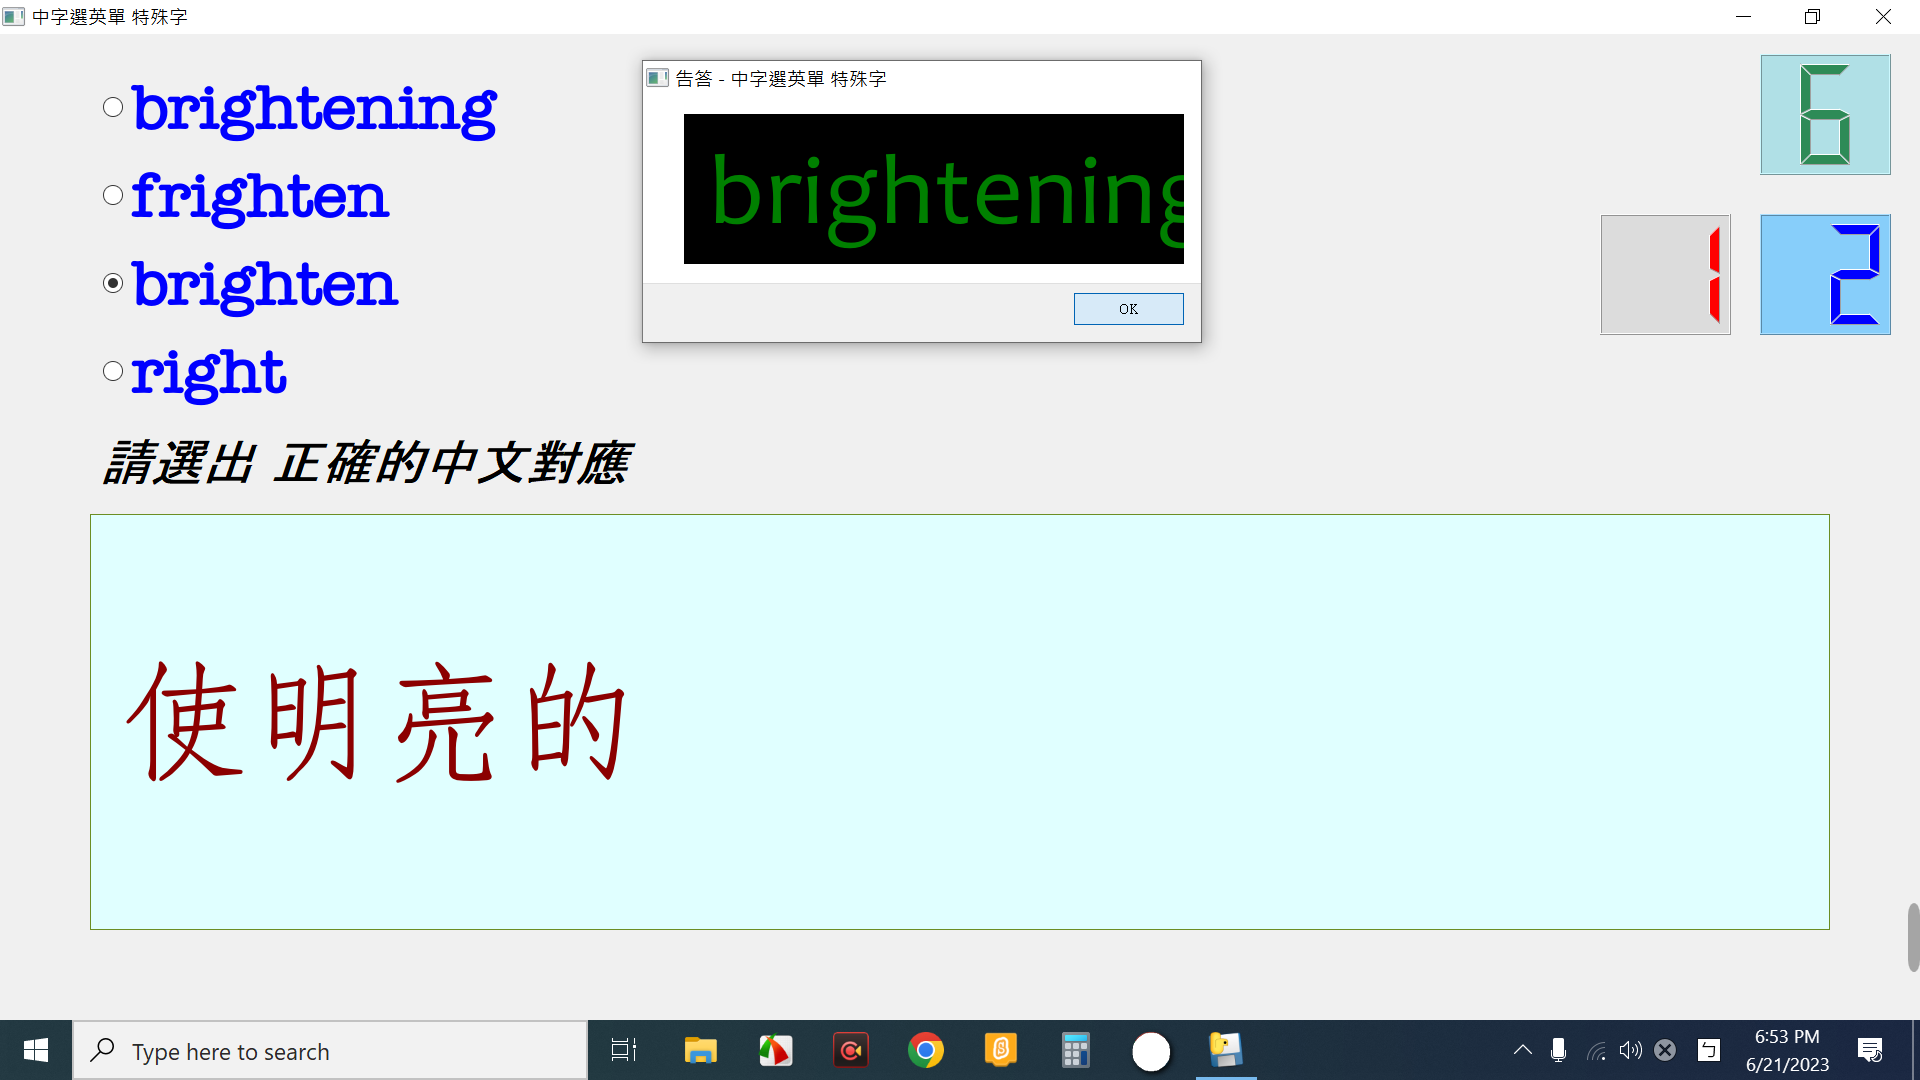 中字選英單 特殊字
brightening
frighten
brighten
right
告答 - 中字選英單 特殊字
brightening
OK
6
1
2
請選出 正確的中文對應
使明亮的
Type here to search
ㄅ
6:53 PM
6/21/2023